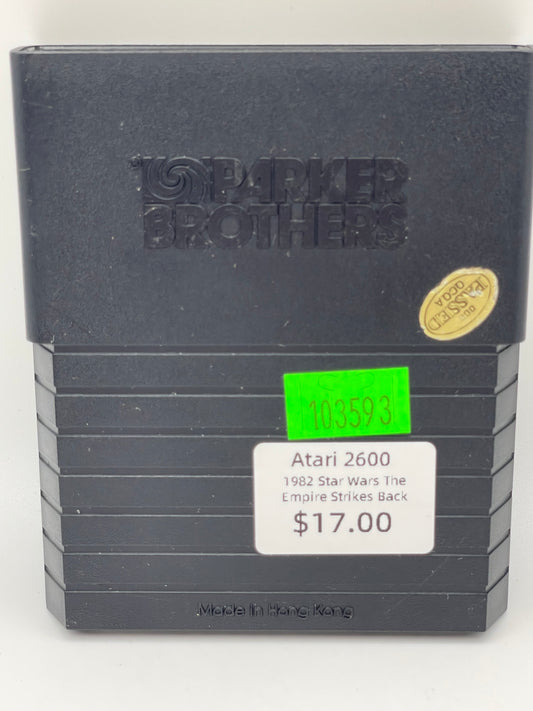 PARKER
BROTHERS
PASSED
103593
Atari 2600
1982 Star Wars The
Empire Strikes Back
$17.00
Made In Hong Kong